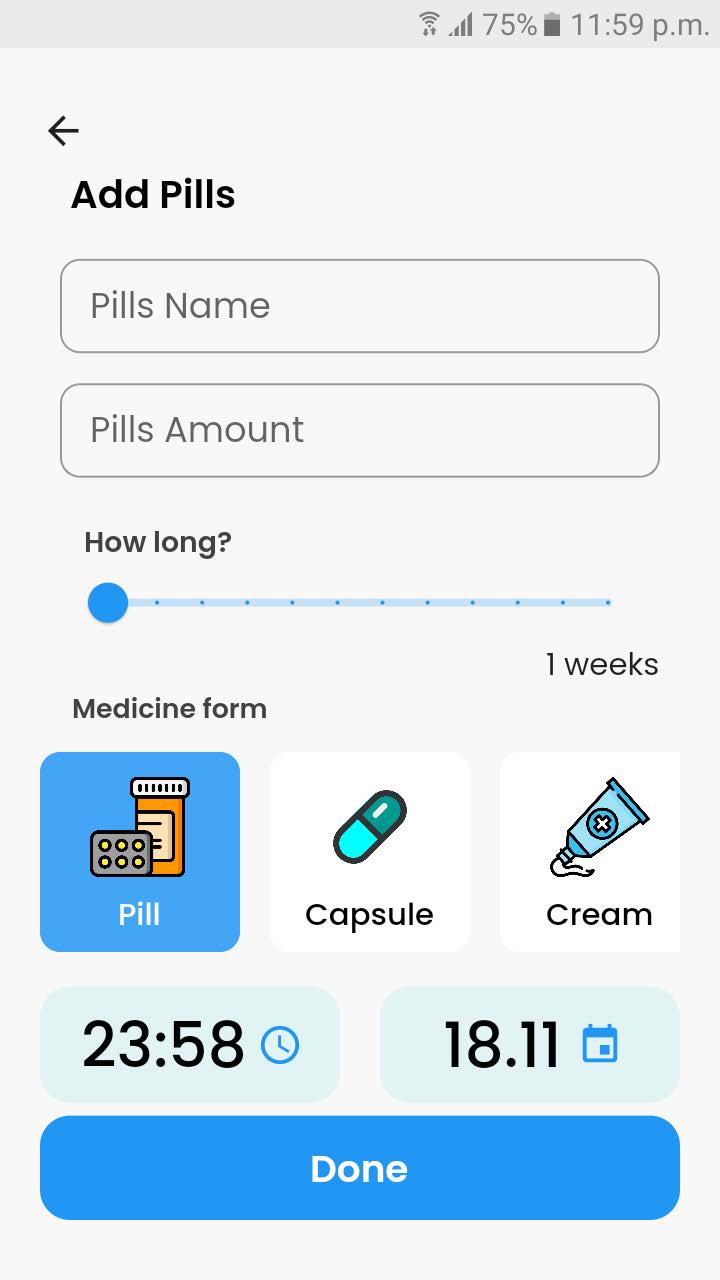 75% 11:59 p.m.
Add Pills
Pills Name
Pills Amount
How long?
1 weeks
Medicine form
Pill Capsule Cream
23:58 18.11
Done